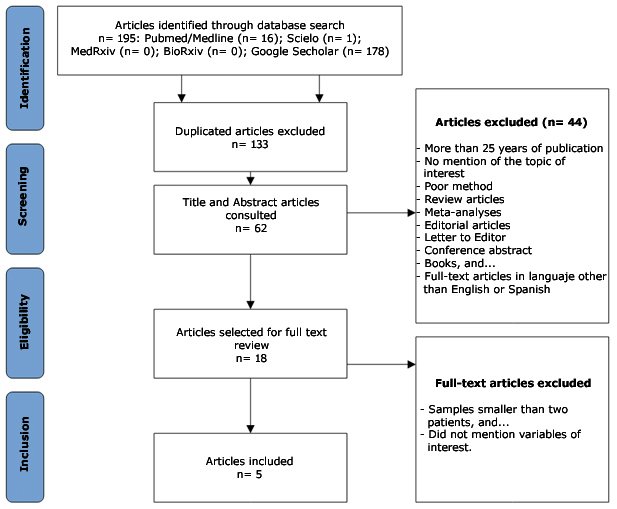 Identification
Articles identified through database search
n= 195: Pubmed/Medline (n= 16); Scielo (n= 1);
MedRxiv (n= 0); BioRxiv (n= 0); Google Secholar (n= 178)
Duplicated articles excluded
n= 133
Screening
Title and Abstract articles
consulted
n= 62
Articles excluded (n= 44)
- More than 25 years of publication
- No mention of the topic of
interest
- Poor method
- Review articles
- Meta-analyses
- Editorial articles
- Letter to Editor
- Conference abstract
- Books, and...
- Full-text articles in languaje other
than English or Spanish
Eligibility
Articles selected for full text
review
n= 18
Full-text articles excluded
- Samples smaller than two
patients, and...
- Did not mention variables of
interest.
Inclusion
Articles included
n= 5